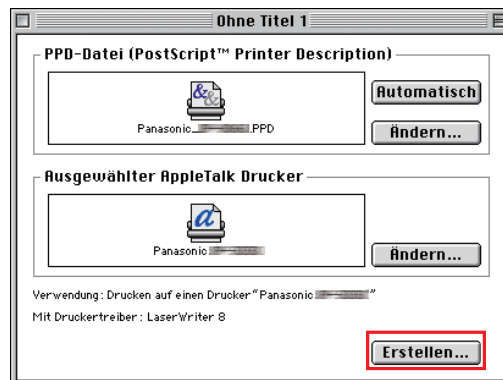 Ohne Titel 1
PPD-Datei (PostScript™ Printer Description)
Automatisch
Panasonic .PPD
Ändern...
Ausgewählter AppleTalk Drucker
Panasonic
Ändern...
Verwendung: Drucken auf einen Drucker "Panasonic "
Mit Druckertreiber: LaserWriter 8
Erstellen...